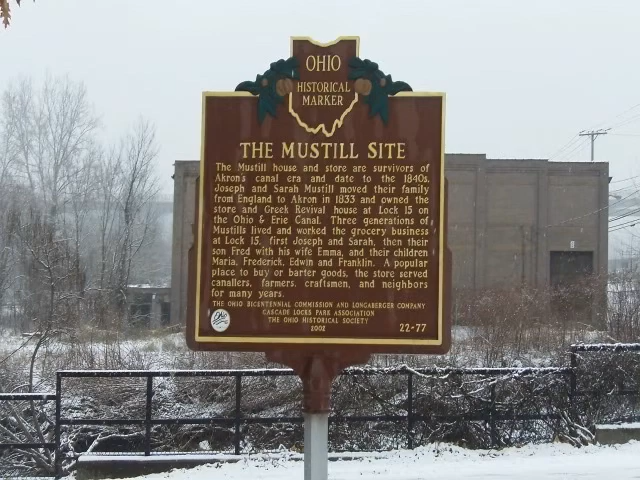 OHIO
HISTORICAL
MARKER
THE MUSTILL SITE
The Mustill house and store are survivors of
Akron's canal era and date to the 1840s.
Joseph and Sarah Mustill moved their family
from England to Akron in 1833 and owned the
store and Greek Revival house at Lock 15 on
the Ohio & Erie Canal. Three generations of
Mustills lived and worked the grocery business
at Lock 15, first Joseph and Sarah, then their
son Fred with his wife Emma, and their children
Maria, Frederick, Edwin and Franklin. A popular
place to buy or barter goods, the store served
canallers, farmers, craftsmen, and neighbors
for many years.
THE OHIO BICENTENNIAL COMMISSION AND LONGABERGER COMPANY
CASCADE LOCKS PARK ASSOCIATION
THE OHIO HISTORICAL SOCIETY
2002
22-77
Ohio